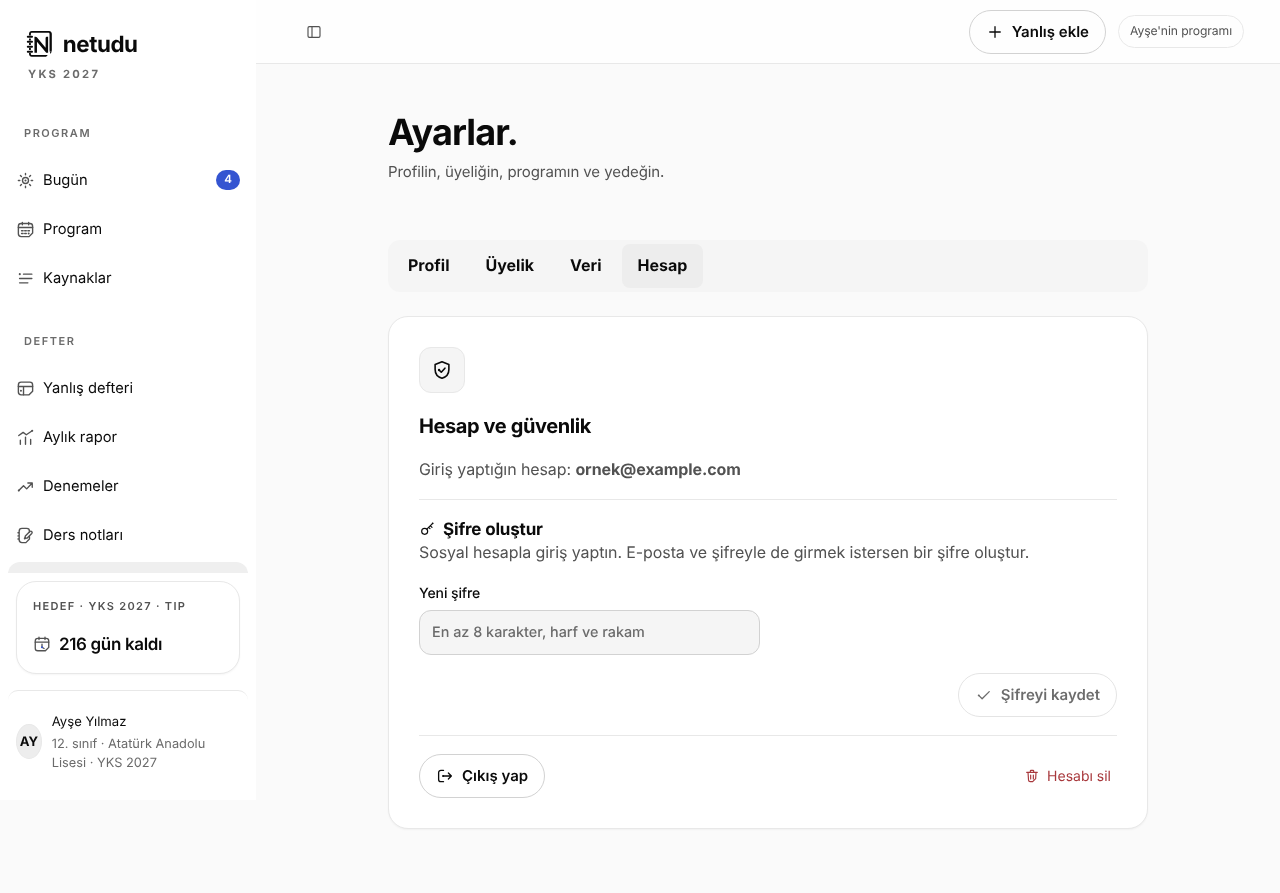 netudu
YKS 2027
PROGRAM
Bugün
4
Program
Kaynaklar
DEFTER
Yanlış defteri
Aylık rapor
Denemeler
Ders notları
HEDEF · YKS 2027 · TIP
216 gün kaldı
AY
Ayşe Yılmaz
12. sınıf · Atatürk Anadolu
Lisesi · YKS 2027
Yanlış ekle
Ayşe'nin programı
Ayarlar.
Profilin, üyeliğin, programın ve yedeğin.
Profil
Üyelik
Veri
Hesap
Hesap ve güvenlik
Giriş yaptığın hesap: ornek@example.com
Şifre oluştur
Sosyal hesapla giriş yaptın. E-posta ve şifreyle de girmek istersen bir şifre oluştur.
Yeni şifre
En az 8 karakter, harf ve rakam
Şifreyi kaydet
Çıkış yap
Hesabı sil